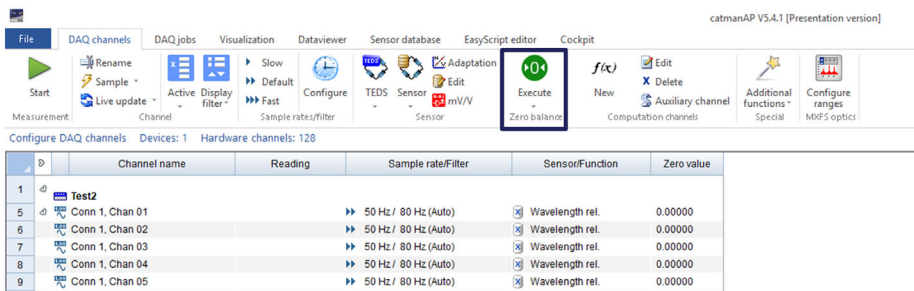 catmanAP V5.4.1 [Presentation version]
File DAQ channels DAQ jobs Visualization Dataviewer Sensor database EasyScript editor Cockpit
Start
Measurement
Rename
Sample
Live update
Active
Display filter
Channel
Slow
Default
Fast
Configure
Sample rates/filter
TEDS
TEDS
Sensor
Adaptation
Edit
mV/V
Sensor
>0<
Execute
Zero balance
f(x)
New
Edit
Delete
Auxiliary channel
Computation channels
Additional functions
Special
Configure ranges
MXFS optics
Configure DAQ channels Devices: 1 Hardware channels: 128
Channel name Reading Sample rate/Filter Sensor/Function Zero value
1 Test2
5 Conn 1, Chan 01 50 Hz / 80 Hz (Auto) Wavelength rel. 0.00000
6 Conn 1, Chan 02 50 Hz / 80 Hz (Auto) Wavelength rel. 0.00000
7 Conn 1, Chan 03 50 Hz / 80 Hz (Auto) Wavelength rel. 0.00000
8 Conn 1, Chan 04 50 Hz / 80 Hz (Auto) Wavelength rel. 0.00000
9 Conn 1, Chan 05 50 Hz / 80 Hz (Auto) Wavelength rel. 0.00000